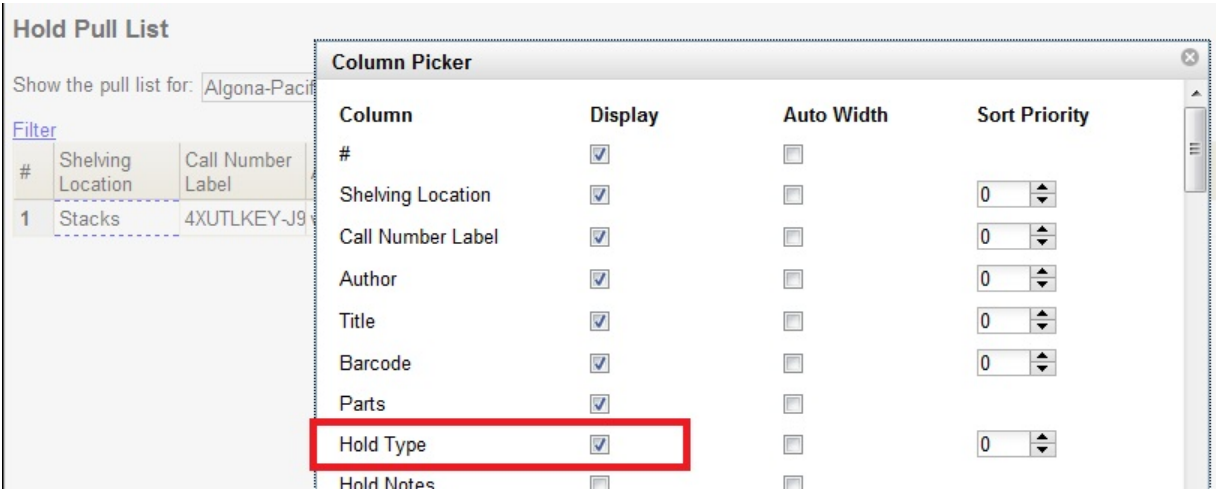 Hold Pull List
Show the pull list for: Algona-Pacif
Filter
# Shelving Location Call Number Label
1 Stacks 4XUTLKEY-J9
Column Picker
Column Display Auto Width Sort Priority
#
Shelving Location 0
Call Number Label 0
Author 0
Title 0
Barcode 0
Parts
Hold Type 0
Hold Notes